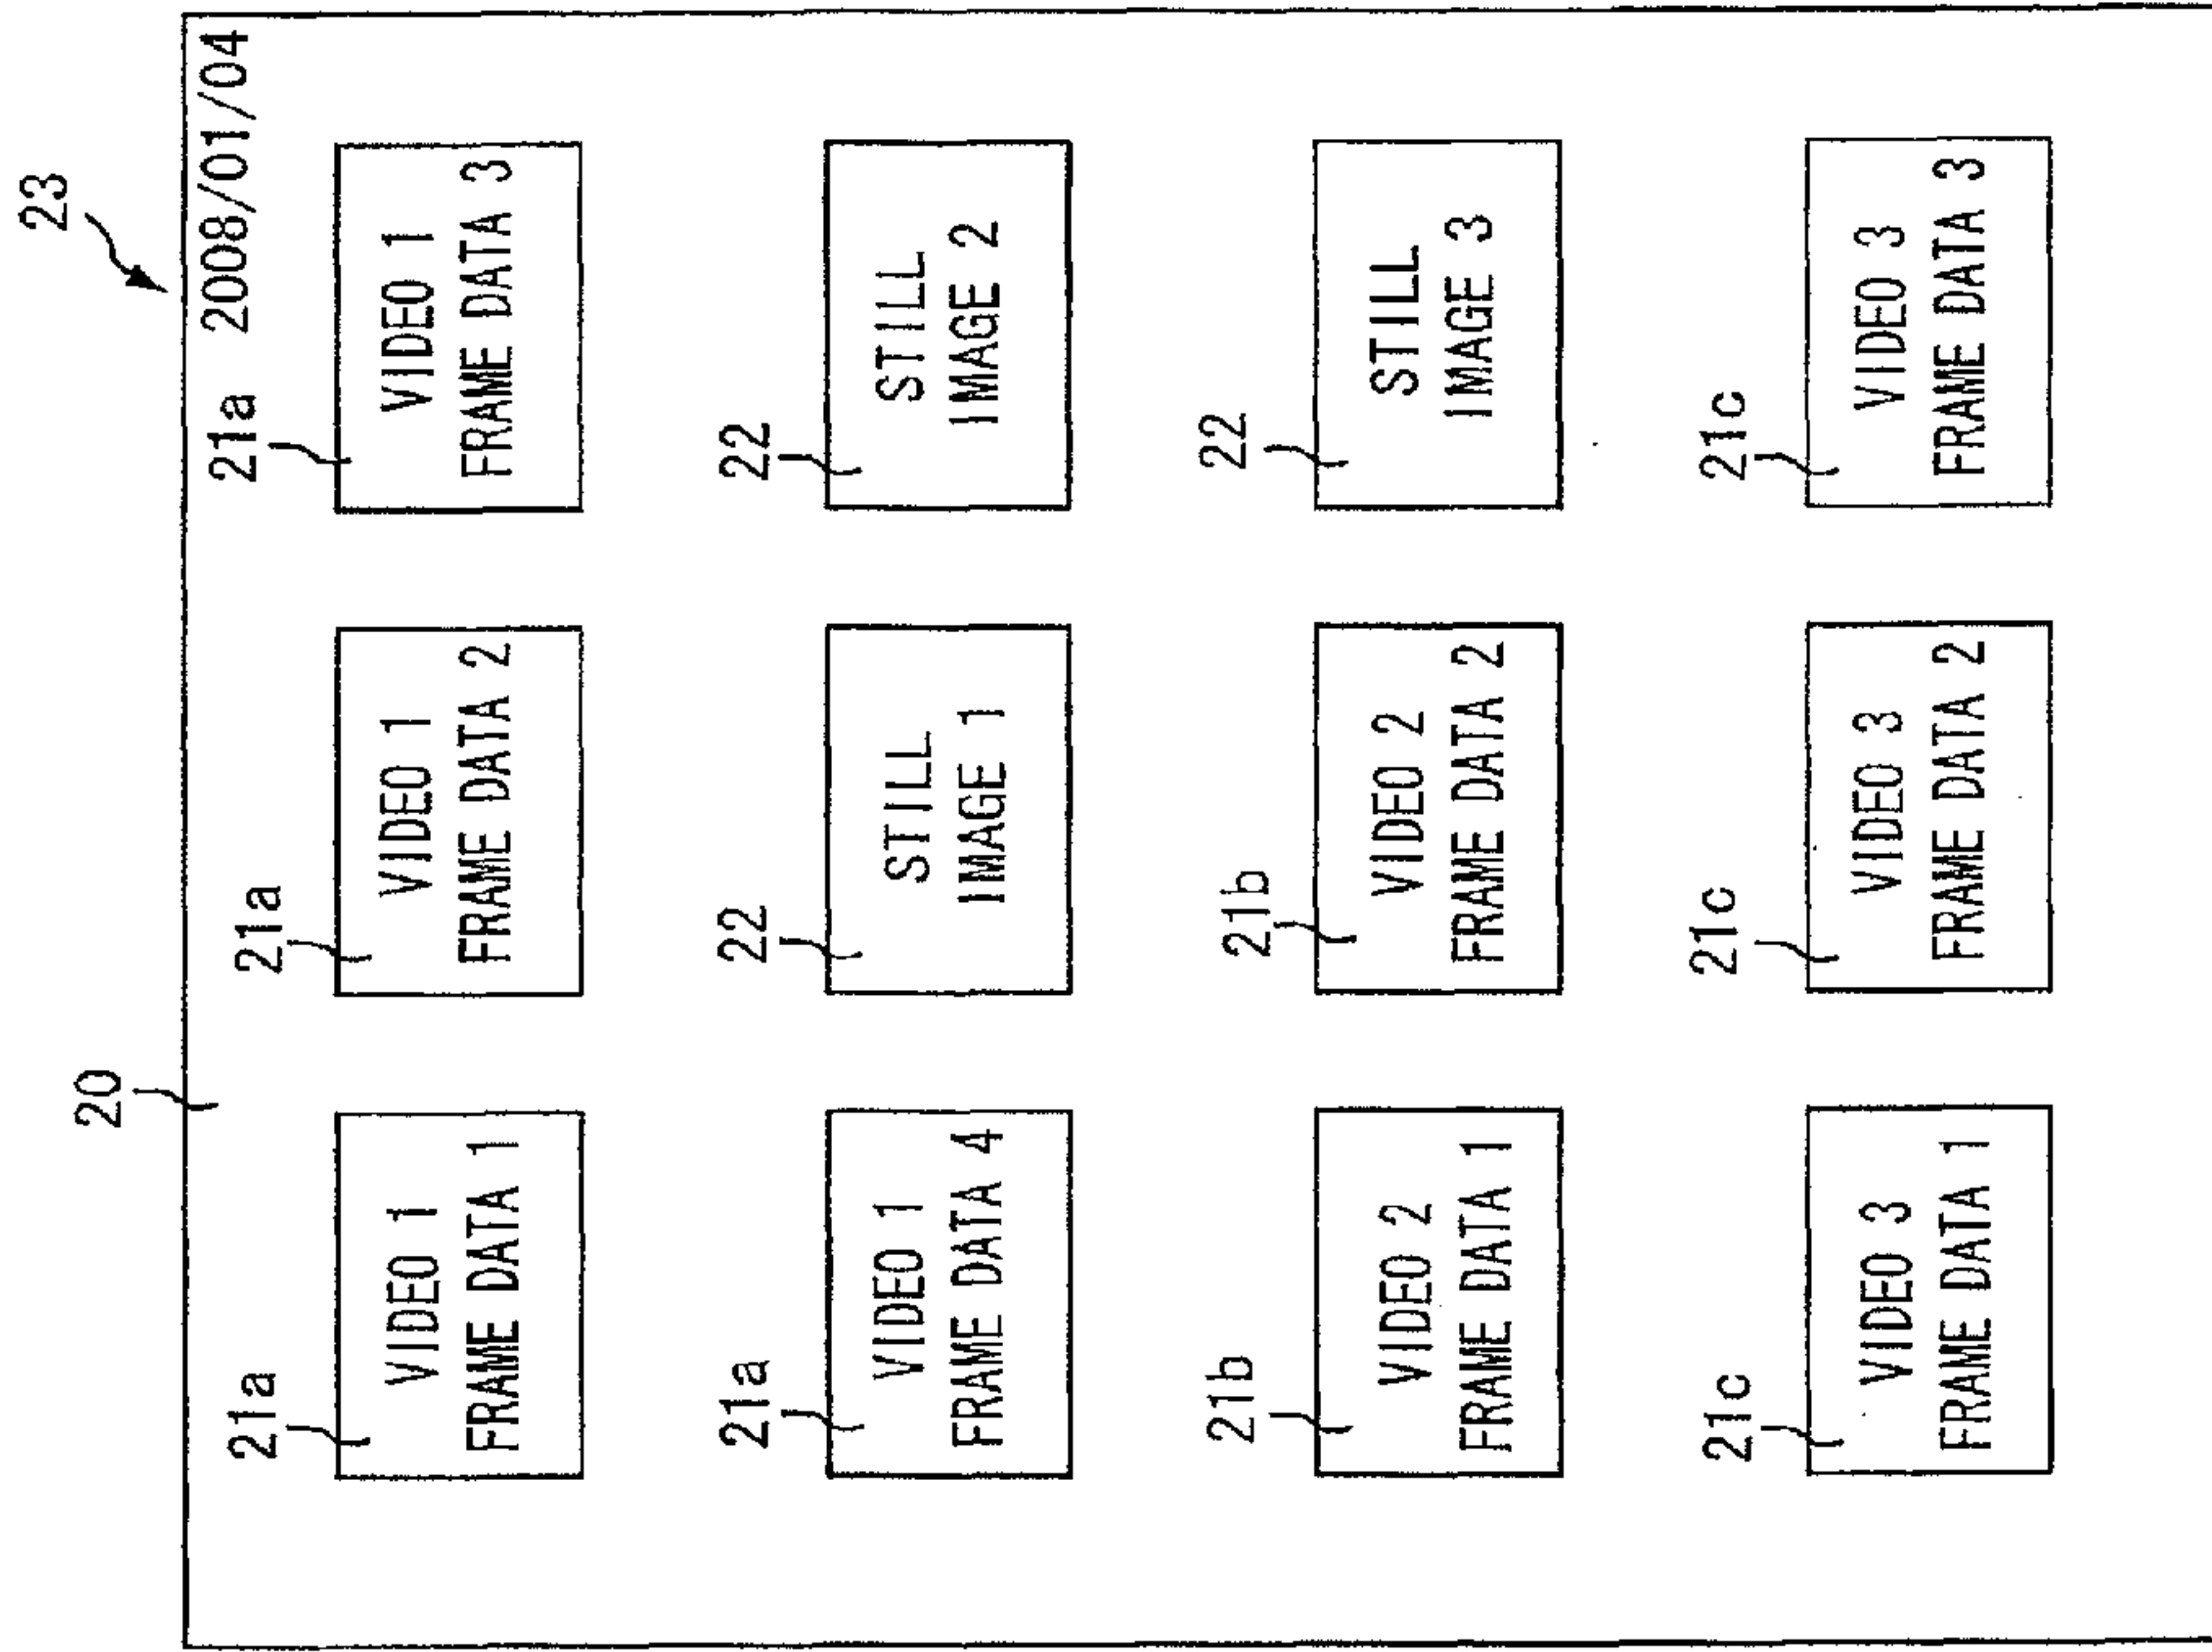 23
20
2008/01/04
21a
21a
21a
VIDEO 1
FRAME DATA 1
VIDEO 1
FRAME DATA 2
VIDEO 1
FRAME DATA 3
21a
22
22
VIDEO 1
FRAME DATA 4
STILL
IMAGE 1
STILL
IMAGE 2
21b
21b
22
VIDEO 2
FRAME DATA 1
VIDEO 2
FRAME DATA 2
STILL
IMAGE 3
21c
21c
21c
VIDEO 3
FRAME DATA 1
VIDEO 3
FRAME DATA 2
VIDEO 3
FRAME DATA 3